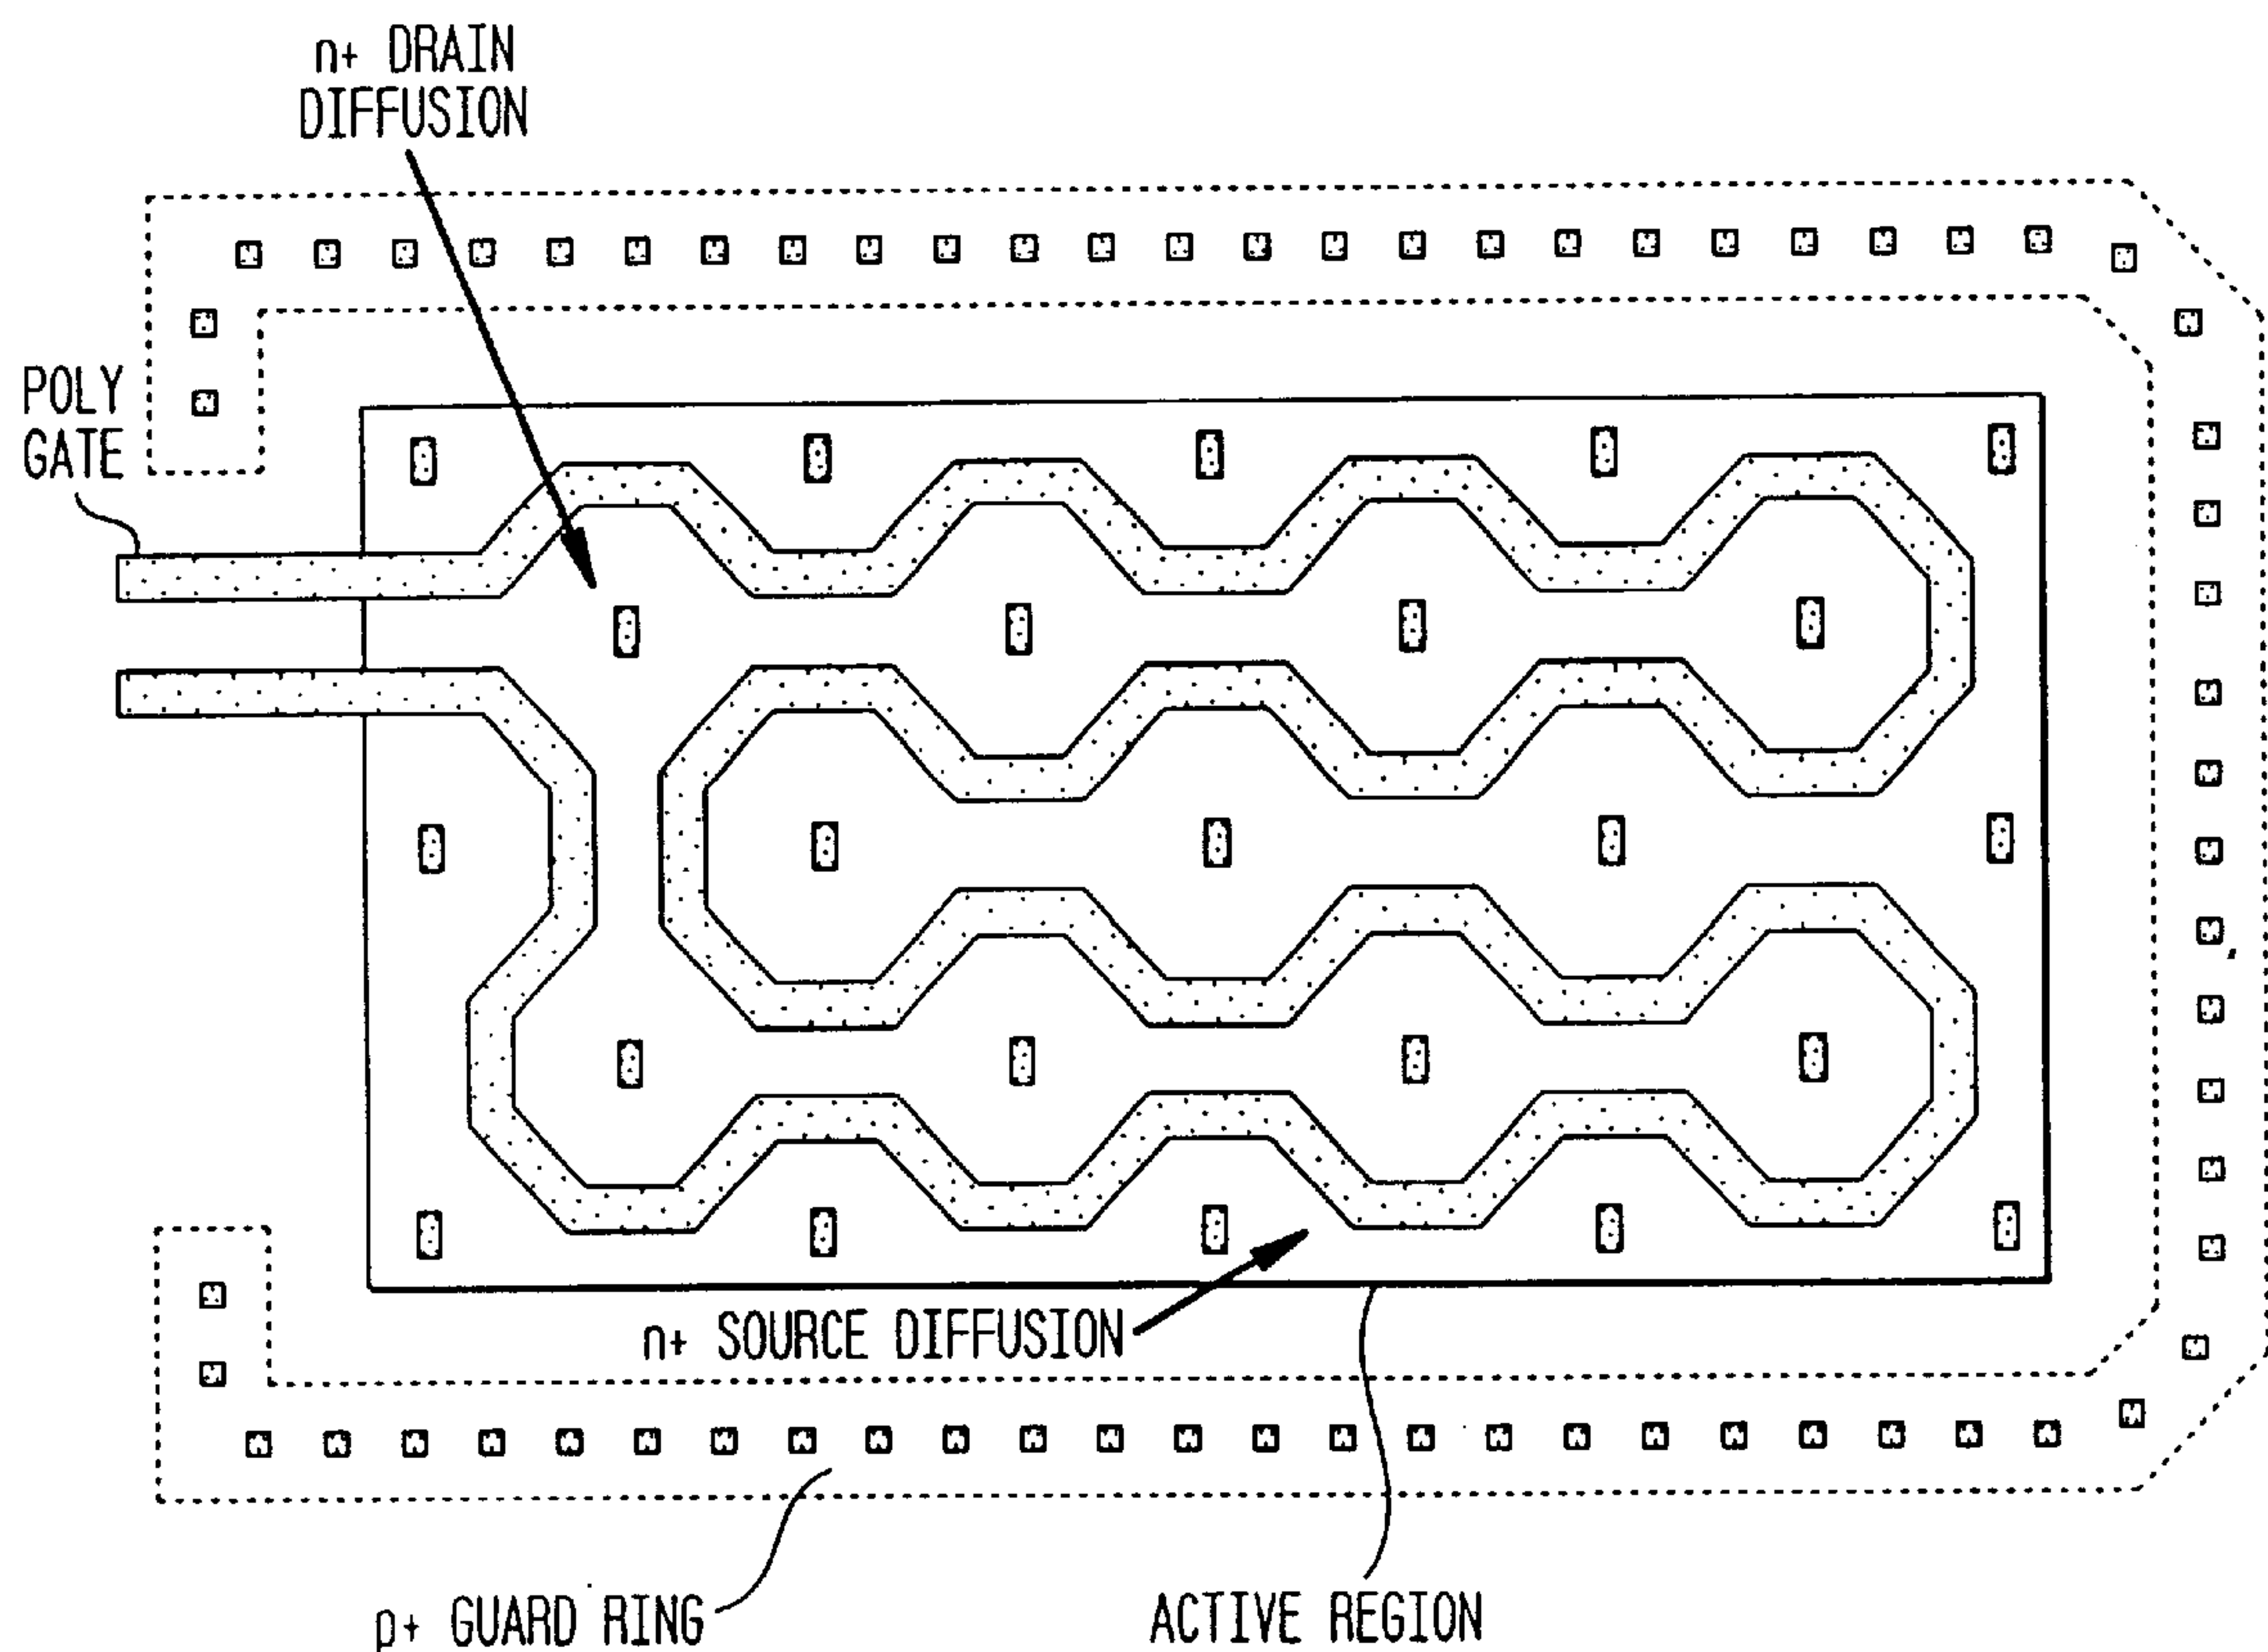 n+ DRAIN
DIFFUSION
POLY
GATE
n+ SOURCE DIFFUSION
p+ GUARD RING
ACTIVE REGION